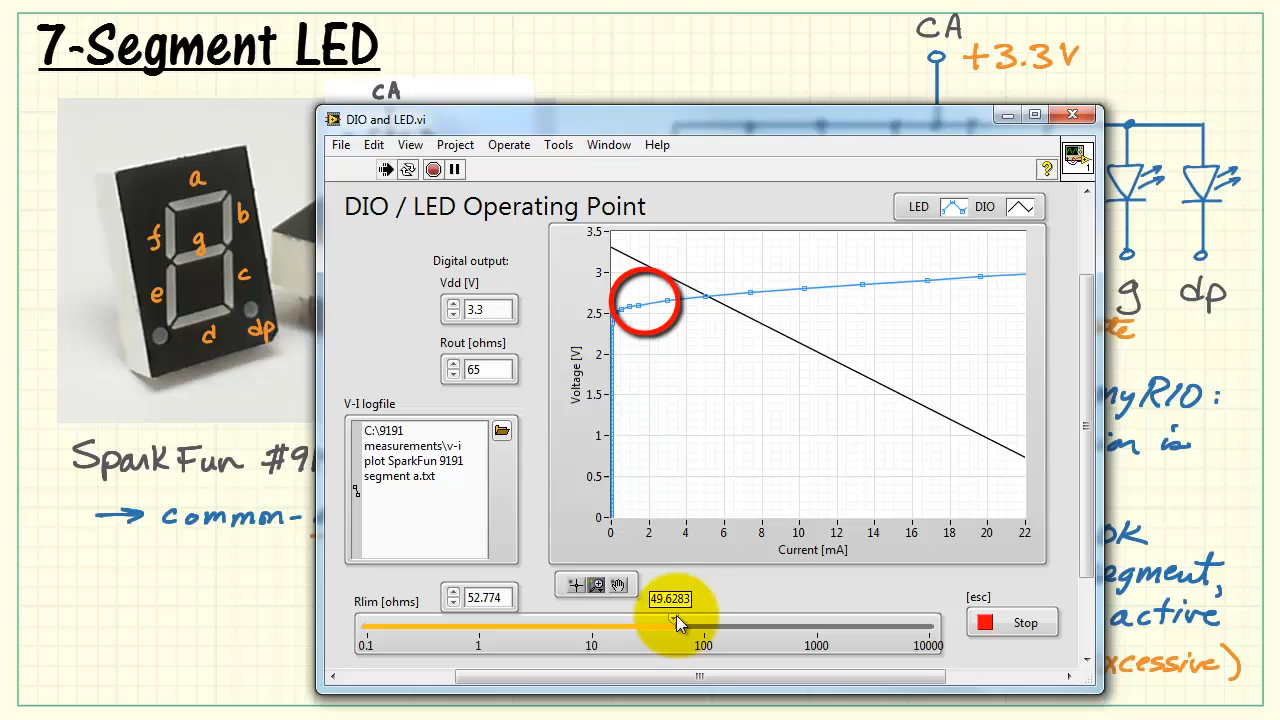 7-Segment LED
CA
+3.3V
CA
DIO and LED.vi
File Edit View Project Operate Tools Window Help
1
DIO / LED Operating Point
LED DIO
Digital output:
Vdd [V]
3.3
Rout [ohms]
65
V-I logfile
C:\9191
measurements\v-i
plot SparkFun 9191
segment a.txt
Voltage [V]
3.5
3
2.5
2
1.5
1
0.5
0
0 2 4 6 8 10 12 14 16 18 20 22
Current [mA]
Rlim [ohms]
52.774
49.6283
0.1 1 10 100 1000 10000
[esc]
Stop
a
b
f
g
c
e
d
dp
SparkFun #91
→ common-
g dp
myRIO:
is
OK
egment,
active
xcessive)